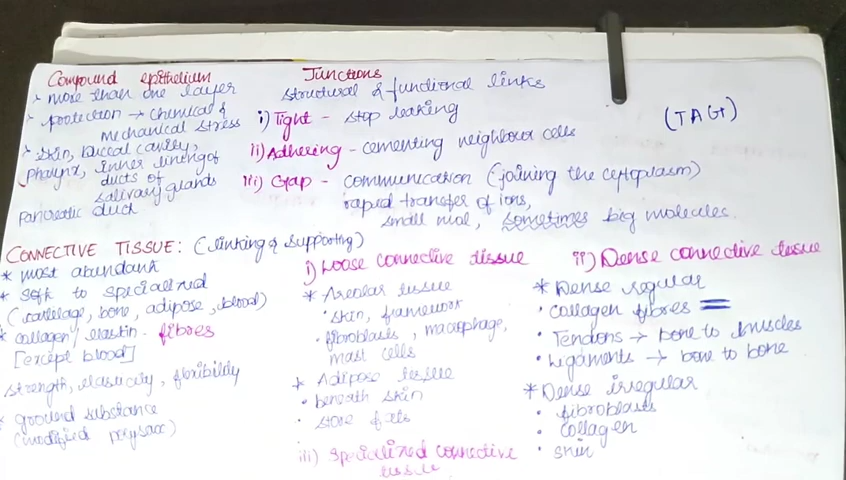 Compound epithelium
> more than one layer
> protection → chemical & mechanical stress
> skin, buccal cavity, pharynx, inner lining of ducts of salivary glands
pancreatic duct
Junctions
structural & functional links
i) Tight - stop leaking
(TAG)
ii) Adhering - cementing neighbour cells
iii) Gap - communication (joining the cytoplasm)
rapid transfer of ions,
small mol, sometimes big molecules.
CONNECTIVE TISSUE: (linking & supporting)
* most abundant
* soft to specialized
(cartilage, bone, adipose, blood)
* collagen/elastin fibres
[except blood]
strength, elasticity, flexibility
* ground substance
(modified polysacc)
i) Loose connective tissue
* Areolar tissue
• skin, framework
• fibroblasts, macrophage, mast cells
* Adipose tissue
• beneath skin
• store fats
ii) Dense connective tissue
* Dense regular
• collagen fibres =
• Tendons → bone to muscles
• Ligaments → bone to bone
* Dense irregular
• fibroblasts
• collagen
• skin
iii) Specialized connective tissue